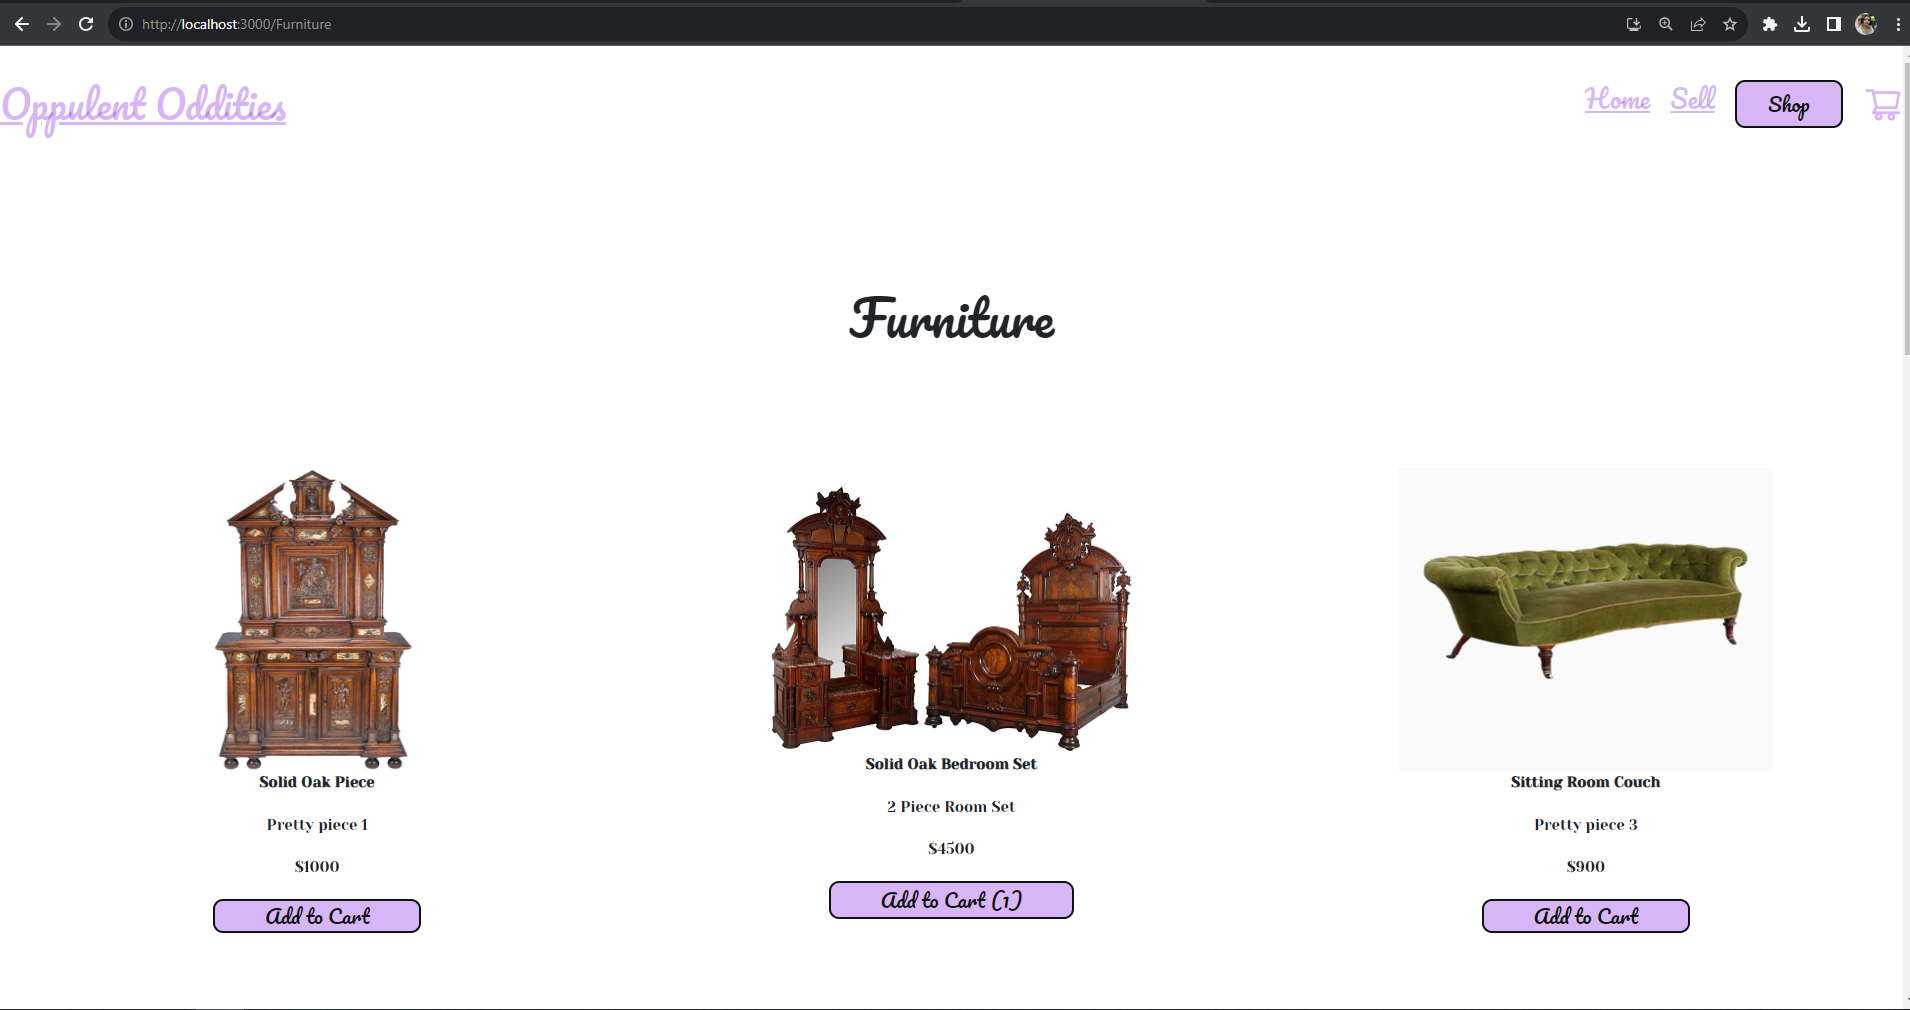 http://localhost:3000/Furniture
Oppulent Oddities
Home Sell Shop
Furniture
Solid Oak Piece
Pretty piece 1
$1000
Add to Cart
Solid Oak Bedroom Set
2 Piece Room Set
$4500
Add to Cart (1)
Sitting Room Couch
Pretty piece 3
$900
Add to Cart